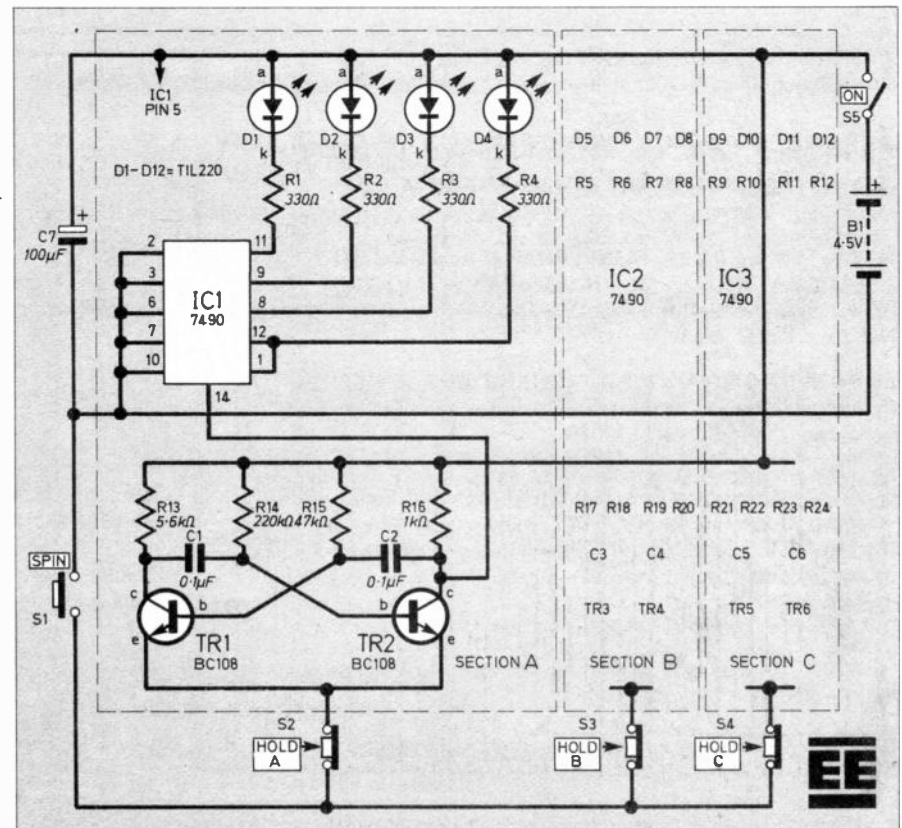 IC1
PIN 5
a a a a
D1 D2 D3 D4
k k k k
D1-D12= TIL220
R1 R2 R3 R4
330Ω 330Ω 330Ω 330Ω
D5 D6 D7 D8
R5 R6 R7 R8
D9 D10 D11 D12
R9 R10 R11 R12
ON
S5
+
B1
4·5V
+
C7
100µF
2 11
3 9
6 8
7 12
10 1
14
IC1
7490
IC2
7490
IC3
7490
R13
5·6kΩ
R14
220kΩ
R15
47kΩ
R16
1kΩ
C1
0·1µF
C2
0·1µF
c b e
TR1
BC108
c b e
TR2
BC108
SECTION A
R17 R18 R19 R20
C3 C4
TR3 TR4
SECTION B
R21 R22 R23 R24
C5 C6
TR5 TR6
SECTION C
SPIN
S1
S2
HOLD
A
S3
HOLD
B
S4
HOLD
C
EE